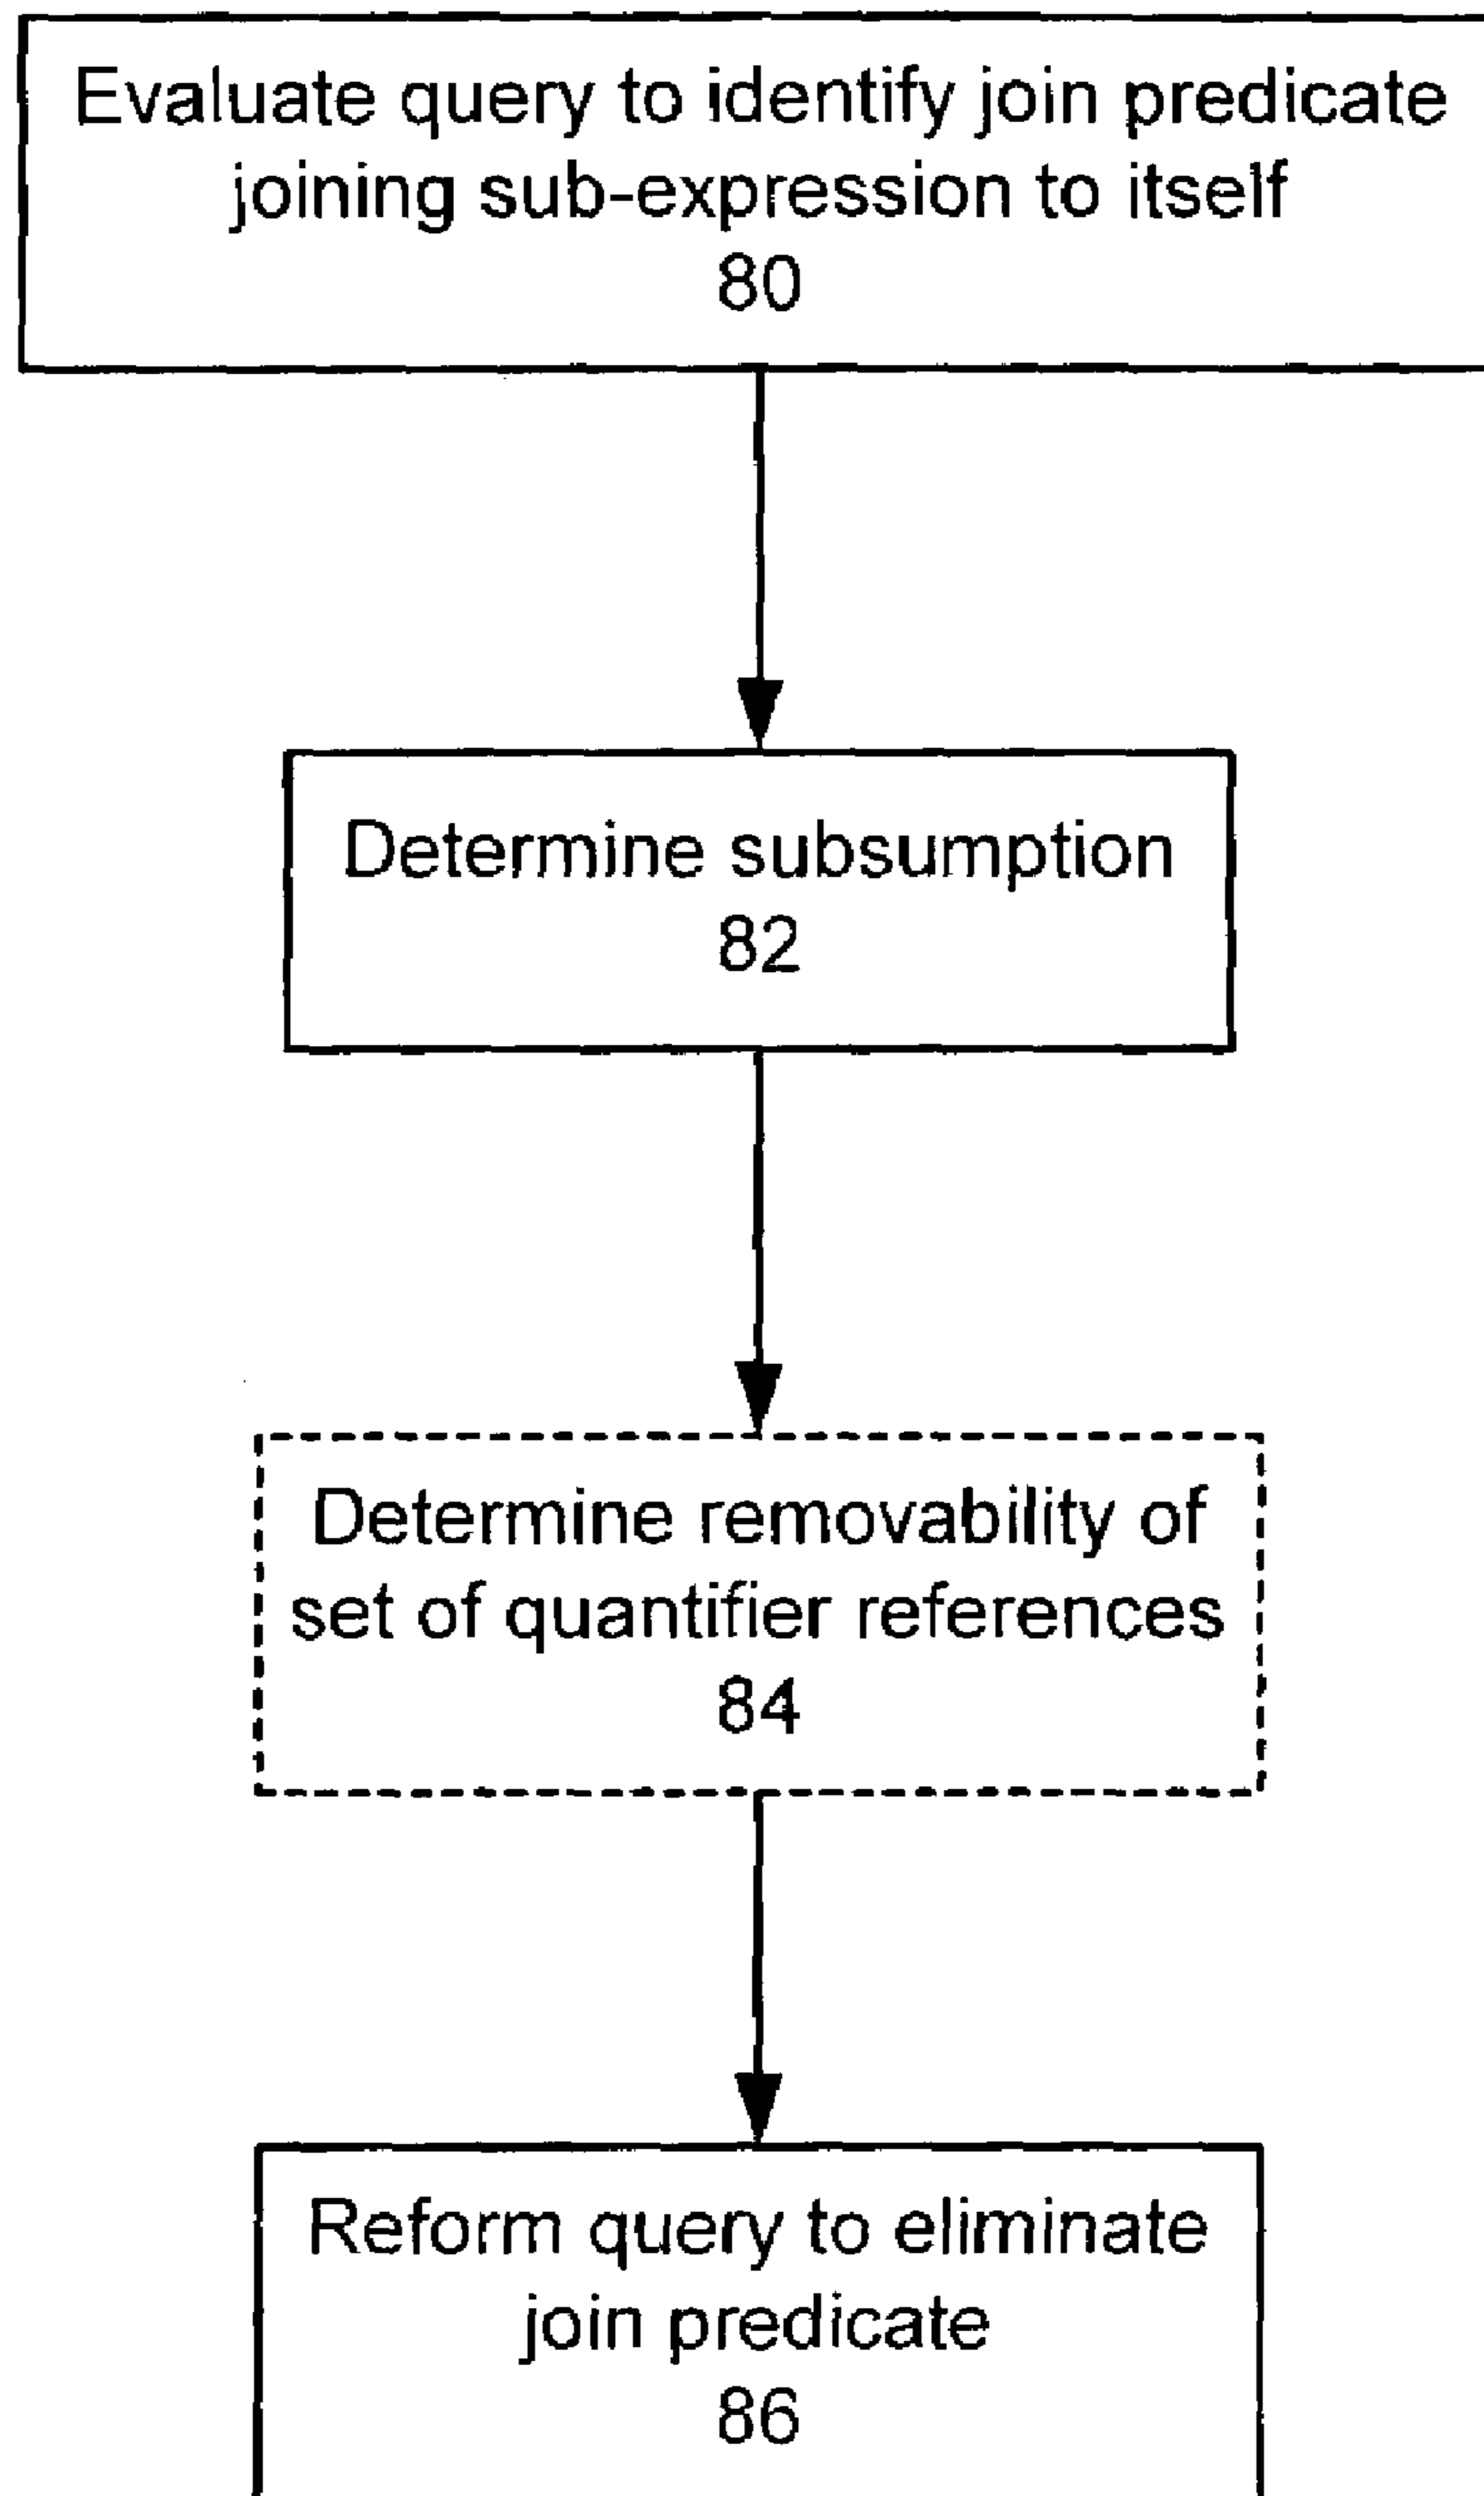 Evaluate query to identify join predicate
joining sub-expression to itself
80
Determine subsumption
82
Determine removability of
set of quantifier references
84
Reform query to eliminate
join predicate
86